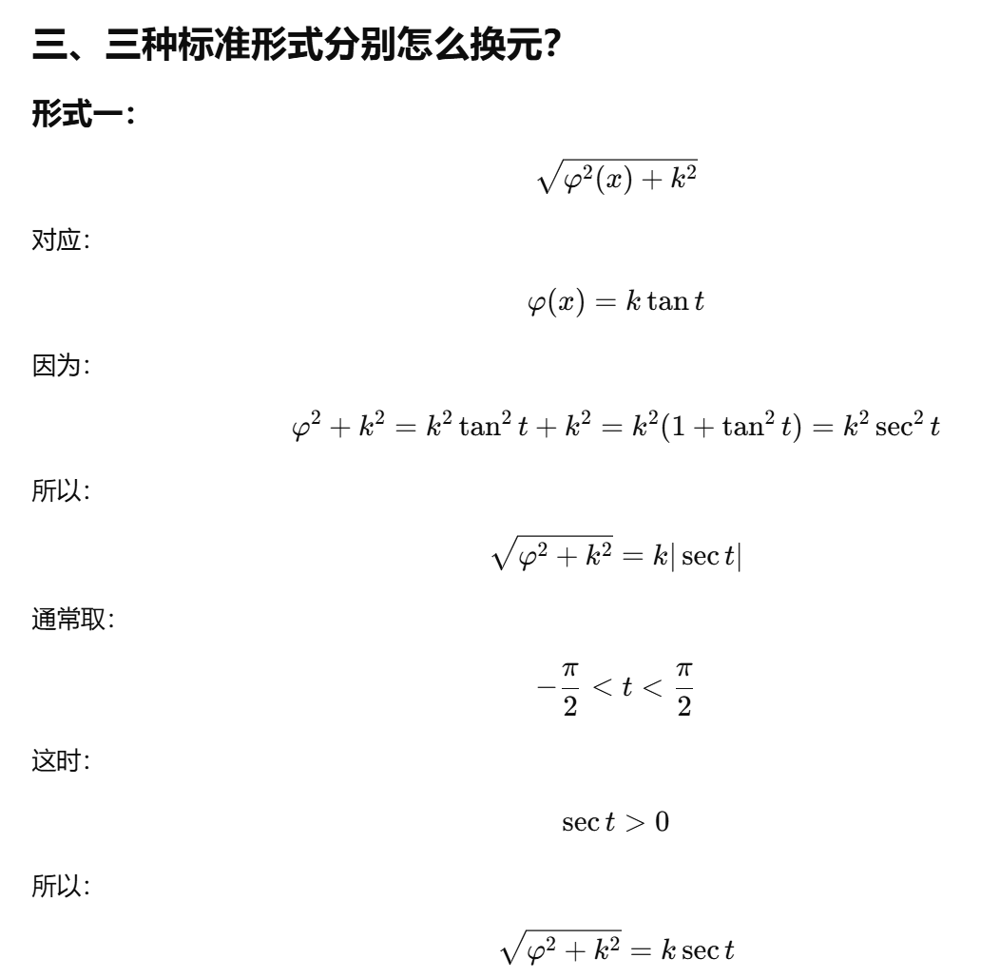 三、三种标准形式分别怎么换元？
形式一：
$$\sqrt{\varphi^2(x)+k^2}$$
对应：
$$\varphi(x)=k\tan t$$
因为：
$$\varphi^2+k^2=k^2\tan^2 t+k^2=k^2(1+\tan^2 t)=k^2\sec^2 t$$
所以：
$$\sqrt{\varphi^2+k^2}=k|\sec t|$$
通常取：
$$-\frac{\pi}{2}<t<\frac{\pi}{2}$$
这时：
$$\sec t>0$$
所以：
$$\sqrt{\varphi^2+k^2}=k\sec t$$